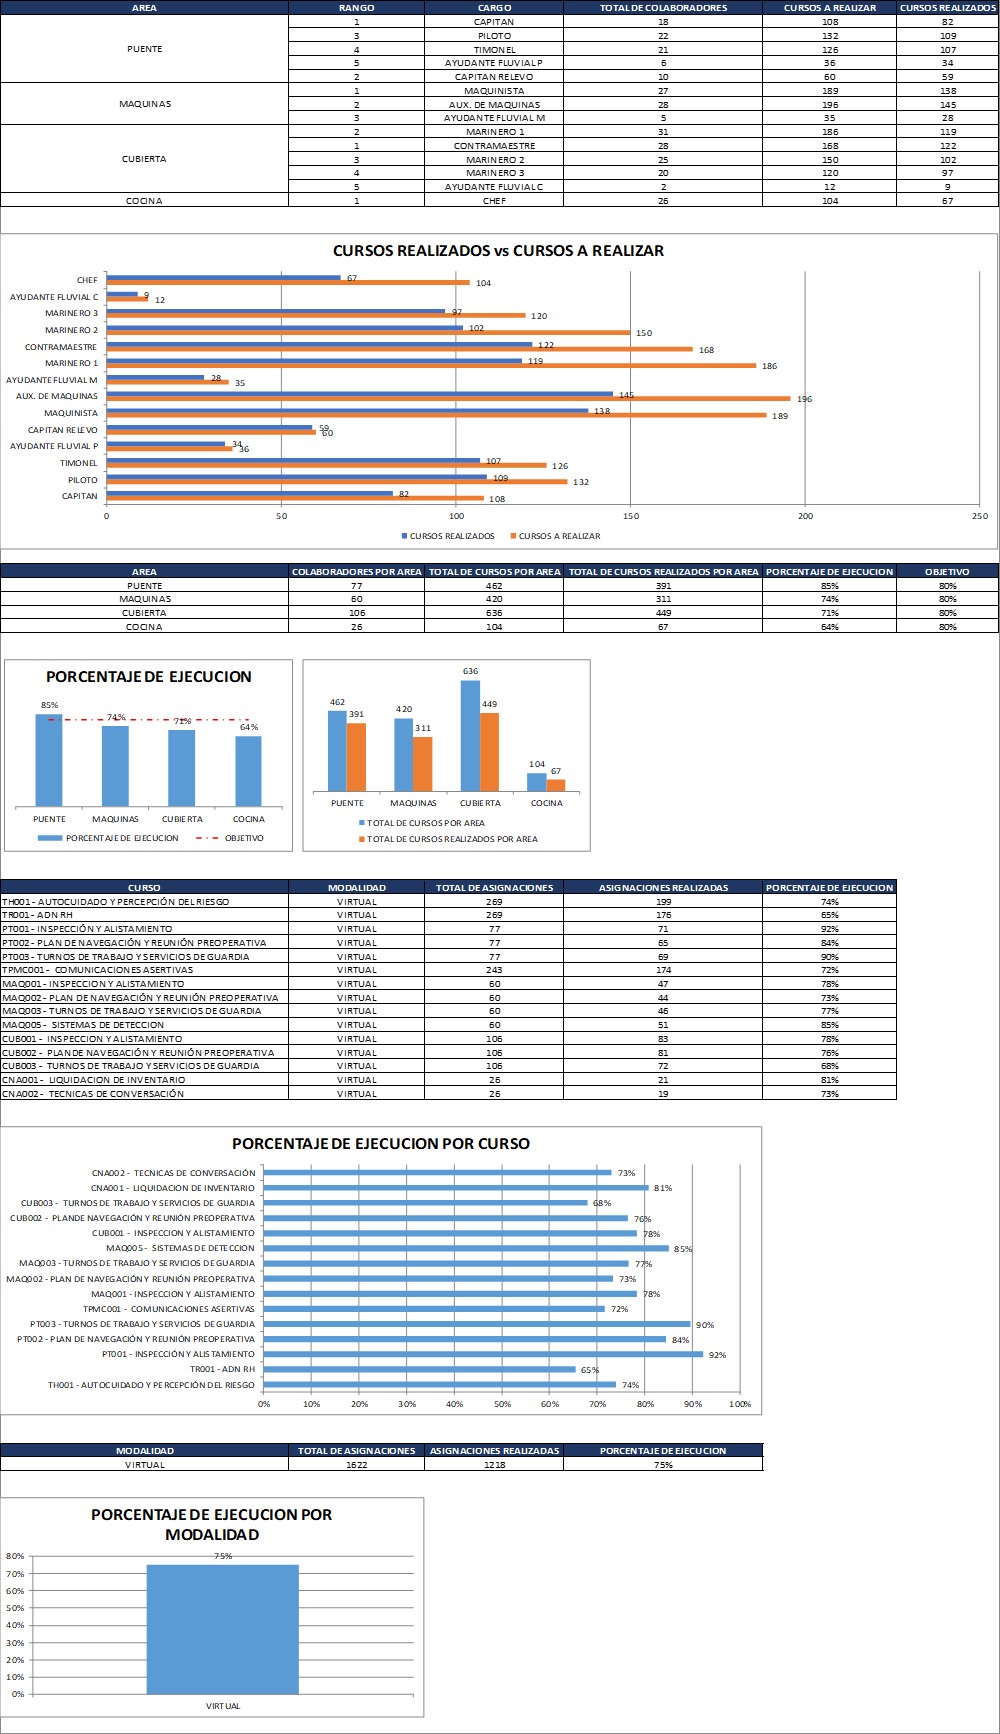 AREA RANGO CARGO TOTAL DE COLABORADORES CURSOS A REALIZAR CURSOS REALIZADOS
PUENTE 1 CAPITAN 18 108 82
3 PILOTO 22 132 109
4 TIMONEL 21 126 107
5 AYUDANTE FLUVIAL P 6 36 34
2 CAPITAN RELEVO 10 60 59
MAQUINAS 1 MAQUINISTA 27 189 138
2 AUX. DE MAQUINAS 28 196 145
3 AYUDANTE FLUVIAL M 5 35 28
CUBIERTA 2 MARINERO 1 31 186 119
1 CONTRAMAESTRE 28 168 122
3 MARINERO 2 25 150 102
4 MARINERO 3 20 120 97
5 AYUDANTE FLUVIAL C 2 12 9
COCINA 1 CHEF 26 104 67
CURSOS REALIZADOS vs CURSOS A REALIZAR
CHEF 67 104
AYUDANTE FLUVIAL C 9 12
MARINERO 3 97 120
MARINERO 2 102 150
CONTRAMAESTRE 122 168
MARINERO 1 119 186
AYUDANTE FLUVIAL M 28 35
AUX. DE MAQUINAS 145 196
MAQUINISTA 138 189
CAPITAN RELEVO 59 60
AYUDANTE FLUVIAL P 34 36
TIMONEL 107 126
PILOTO 109 132
CAPITAN 82 108
0 50 100 150 200 250
CURSOS REALIZADOS CURSOS A REALIZAR
AREA COLABORADORES POR AREA TOTAL DE CURSOS POR AREA TOTAL DE CURSOS REALIZADOS POR AREA PORCENTAJE DE EJECUCION OBJETIVO
PUENTE 77 462 391 85% 80%
MAQUINAS 60 420 311 74% 80%
CUBIERTA 106 636 449 71% 80%
COCINA 26 104 67 64% 80%
PORCENTAJE DE EJECUCION
85% 74% 71% 64%
PUENTE MAQUINAS CUBIERTA COCINA
PORCENTAJE DE EJECUCION OBJETIVO
462 391 420 311 636 449 104 67
PUENTE MAQUINAS CUBIERTA COCINA
TOTAL DE CURSOS POR AREA
TOTAL DE CURSOS REALIZADOS POR AREA
CURSO MODALIDAD TOTAL DE ASIGNACIONES ASIGNACIONES REALIZADAS PORCENTAJE DE EJECUCION
TH001 - AUTOCUIDADO Y PERCEPCIÓN DEL RIESGO VIRTUAL 269 199 74%
TR001 - ADN RH VIRTUAL 269 176 65%
PT001 - INSPECCIÓN Y ALISTAMIENTO VIRTUAL 77 71 92%
PT002 - PLAN DE NAVEGACIÓN Y REUNIÓN PREOPERATIVA VIRTUAL 77 65 84%
PT003 - TURNOS DE TRABAJO Y SERVICIOS DE GUARDIA VIRTUAL 77 69 90%
TPMC001 - COMUNICACIONES ASERTIVAS VIRTUAL 243 174 72%
MAQ001 - INSPECCION Y ALISTAMIENTO VIRTUAL 60 47 78%
MAQ002 - PLAN DE NAVEGACIÓN Y REUNIÓN PREOPERATIVA VIRTUAL 60 44 73%
MAQ003 - TURNOS DE TRABAJO Y SERVICIOS DE GUARDIA VIRTUAL 60 46 77%
MAQ005 - SISTEMAS DE DETECCION VIRTUAL 60 51 85%
CUB001 - INSPECCION Y ALISTAMIENTO VIRTUAL 106 83 78%
CUB002 - PLAN DE NAVEGACIÓN Y REUNIÓN PREOPERATIVA VIRTUAL 106 81 76%
CUB003 - TURNOS DE TRABAJO Y SERVICIOS DE GUARDIA VIRTUAL 106 72 68%
CNA001 - LIQUIDACION DE INVENTARIO VIRTUAL 26 21 81%
CNA002 - TECNICAS DE CONVERSACIÓN VIRTUAL 26 19 73%
PORCENTAJE DE EJECUCION POR CURSO
CNA002 - TECNICAS DE CONVERSACIÓN 73%
CNA001 - LIQUIDACION DE INVENTARIO 81%
CUB003 - TURNOS DE TRABAJO Y SERVICIOS DE GUARDIA 68%
CUB002 - PLAN DE NAVEGACIÓN Y REUNIÓN PREOPERATIVA 76%
CUB001 - INSPECCION Y ALISTAMIENTO 78%
MAQ005 - SISTEMAS DE DETECCION 85%
MAQ003 - TURNOS DE TRABAJO Y SERVICIOS DE GUARDIA 77%
MAQ002 - PLAN DE NAVEGACIÓN Y REUNIÓN PREOPERATIVA 73%
MAQ001 - INSPECCION Y ALISTAMIENTO 78%
TPMC001 - COMUNICACIONES ASERTIVAS 72%
PT003 - TURNOS DE TRABAJO Y SERVICIOS DE GUARDIA 90%
PT002 - PLAN DE NAVEGACIÓN Y REUNIÓN PREOPERATIVA 84%
PT001 - INSPECCIÓN Y ALISTAMIENTO 92%
TR001 - ADN RH 65%
TH001 - AUTOCUIDADO Y PERCEPCIÓN DEL RIESGO 74%
0% 10% 20% 30% 40% 50% 60% 70% 80% 90% 100%
MODALIDAD TOTAL DE ASIGNACIONES ASIGNACIONES REALIZADAS PORCENTAJE DE EJECUCION
VIRTUAL 1622 1218 75%
PORCENTAJE DE EJECUCION POR
MODALIDAD
80% 75%
70%
60%
50%
40%
30%
20%
10%
0%
VIRTUAL